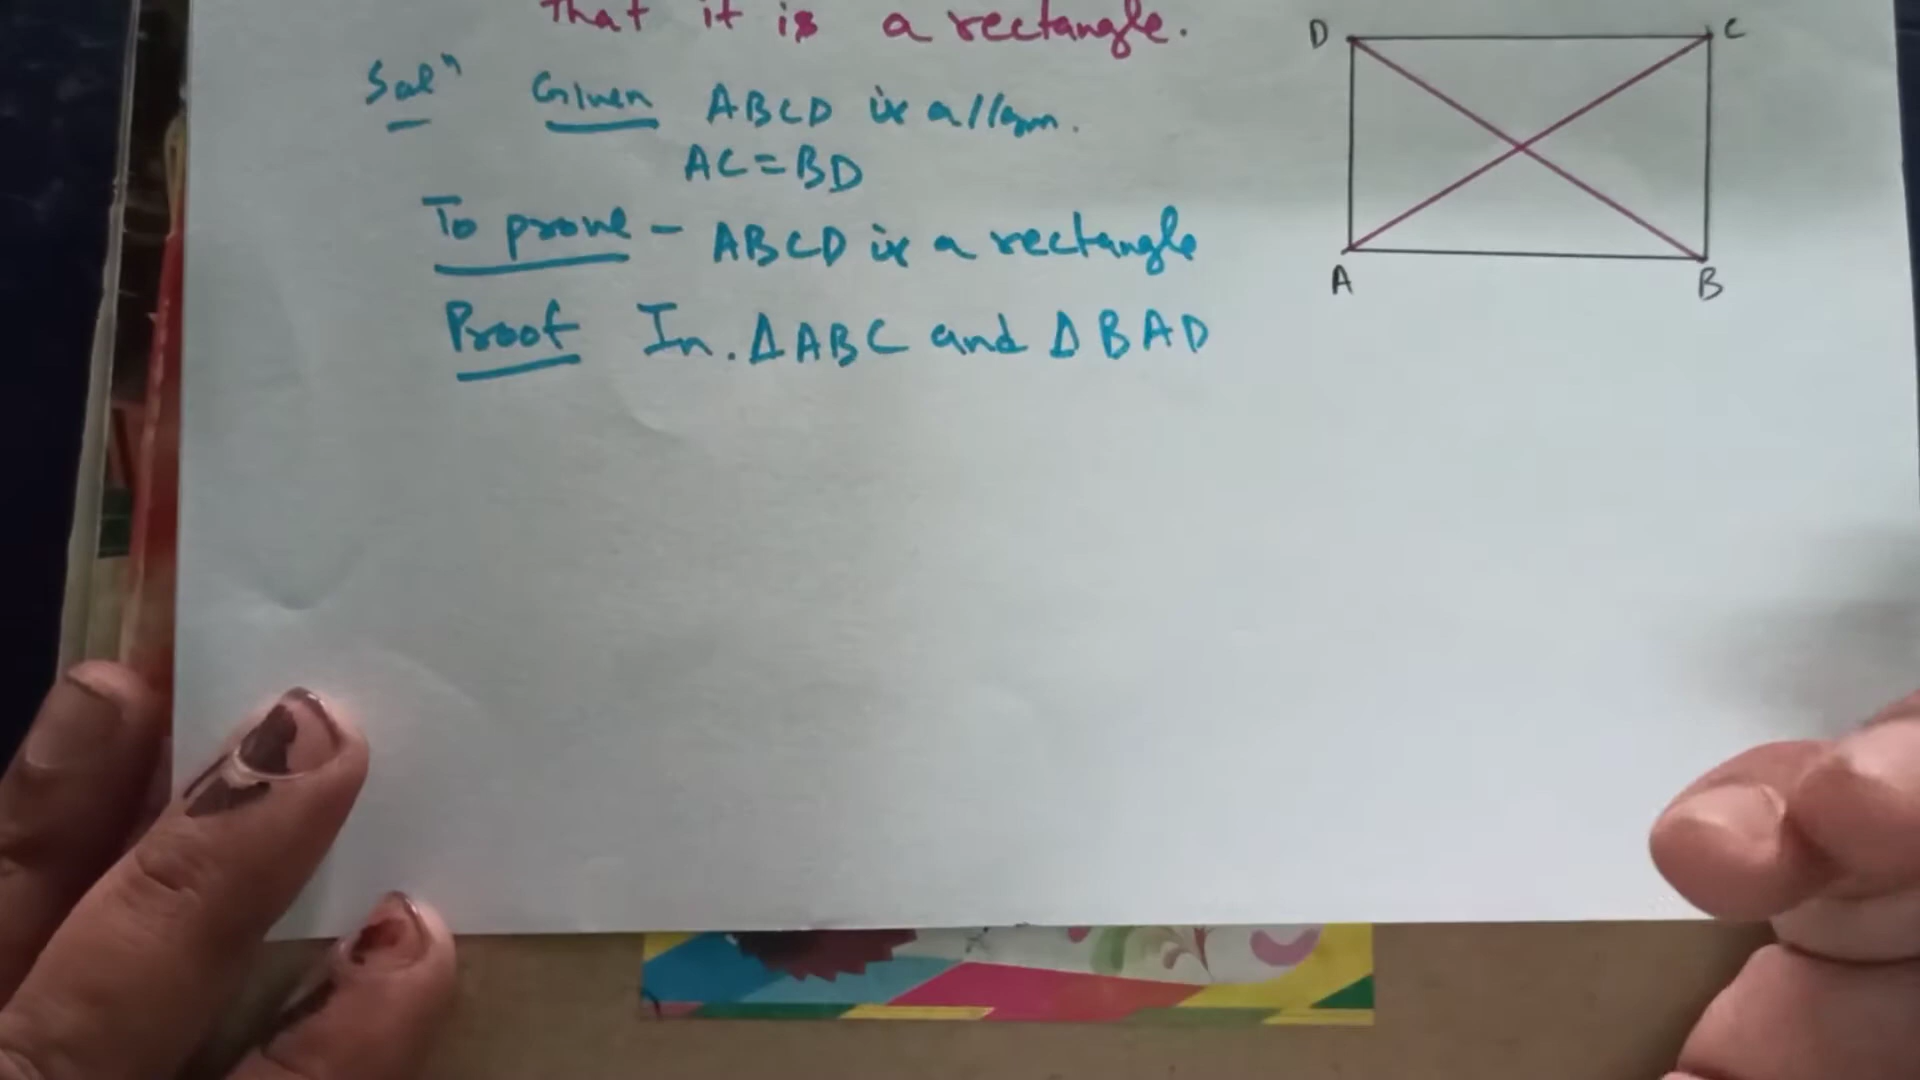 that it is a rectangle.
Solⁿ Given ABCD is a //gm.
AC = BD
To prove - ABCD is a rectangle
Proof In. ΔABC and ΔBAD
D C
A B